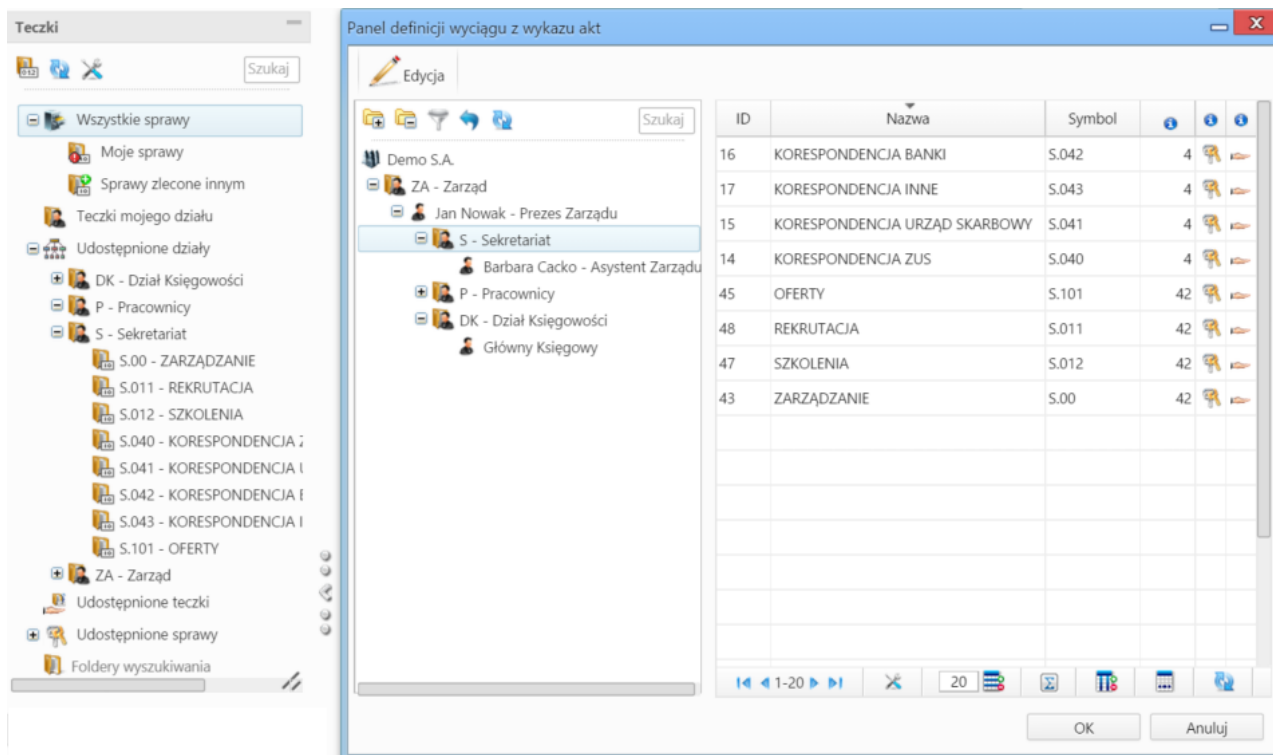 Teczki
Szukaj
Wszystkie sprawy
Moje sprawy
Sprawy zlecone innym
Teczki mojego działu
Udostępnione działy
DK - Dział Księgowości
P - Pracownicy
S - Sekretariat
S.00 - ZARZĄDZANIE
S.011 - REKRUTACJA
S.012 - SZKOLENIA
S.040 - KORESPONDENCJA
S.041 - KORESPONDENCJA
S.042 - KORESPONDENCJA
S.043 - KORESPONDENCJA
S.101 - OFERTY
ZA - Zarząd
Udostępnione teczki
Udostępnione sprawy
Foldery wyszukiwania
Panel definicji wyciągu z wykazu akt
Edycja
Szukaj
Demo S.A.
ZA - Zarząd
Jan Nowak - Prezes Zarządu
S - Sekretariat
Barbara Cacko - Asystent Zarządu
P - Pracownicy
DK - Dział Księgowości
Główny Księgowy
ID Nazwa Symbol
16 KORESPONDENCJA BANKI S.042 4
17 KORESPONDENCJA INNE S.043 4
15 KORESPONDENCJA URZĄD SKARBOWY S.041 4
14 KORESPONDENCJA ZUS S.040 4
45 OFERTY S.101 42
48 REKRUTACJA S.011 42
47 SZKOLENIA S.012 42
43 ZARZĄDZANIE S.00 42
1-20 20
OK Anuluj